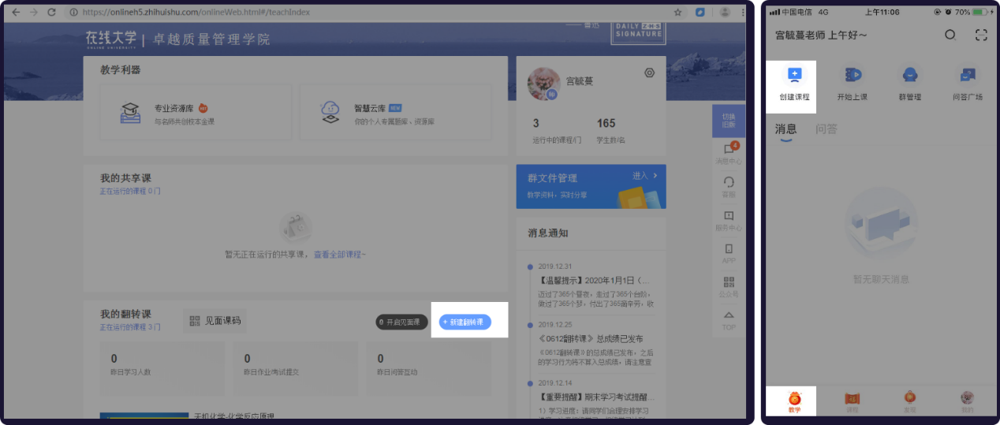 https://onlineh5.zhihuishu.com/onlineWeb.html#/teachIndex
在线大学
ONLINE UNIVERSITY
卓越质量管理学院
—— 鲁迅
DAILY Z-H-S
SIGNATURE
教学利器
专业资源库
与名师共创校本金课
智慧云库 NEW
你的个人专属题库、资源库
宫毓蔓
3
165
运行中的课程/门
学生数/名
切换
旧版
4
消息中心
客服
服务中心
APP
公众号
TOP
我的共享课
正在运行的课程 0 门
暂无正在运行的共享课， 查看全部课程~
群文件管理
进入
教学资料，实时分享
消息通知
2019.12.31
【温馨提示】2020年1月1日（...
迈过了365个昼夜，走过了365个台阶，
做过了365个梦，付出了365篇辛劳，收
2019.12.25
《0612翻转课》总成绩已发布
《0612翻转课》的总成绩已发布，之后
的学习行为将不算入总成绩，请注意查
2019.12.14
【重要提醒】期末学习考试提醒...
1）学习进度：请同学们合理安排学习
我的翻转课
正在运行的课程 3 门
见面课码
开启见面课
+ 新建翻转课
0
昨日学习人数
0
昨日作业/考试提交
0
昨日问答互动
无机化学-化学反应原理
中国电信 4G
上午11:06
70%
宫毓蔓老师 上午好～
创建课程
开始上课
群管理
问答广场
消息
问答
暂无聊天消息
教学
课程
发现
我的